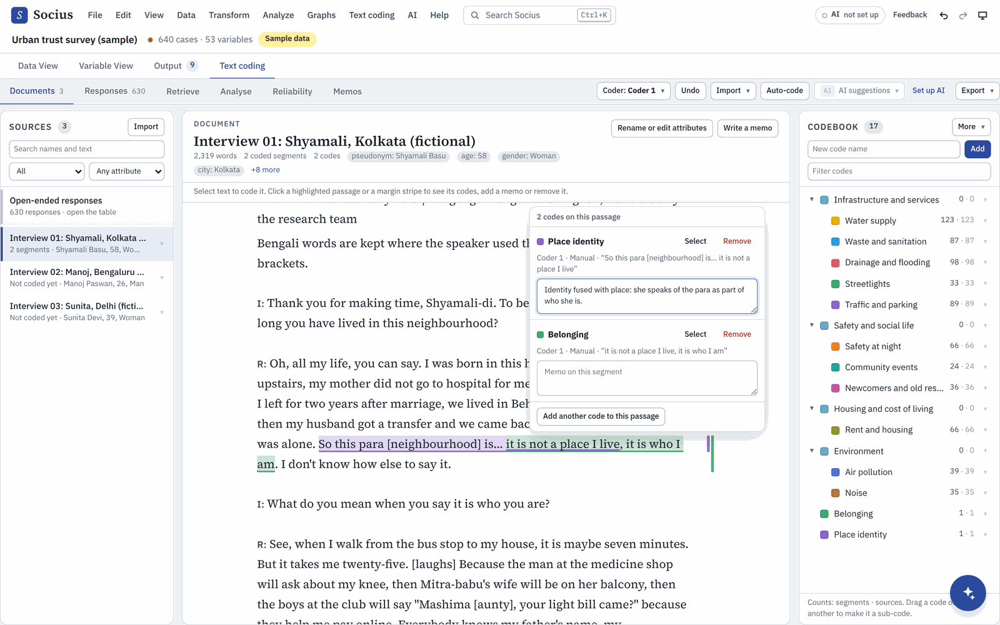 S Socius File Edit View Data Transform Analyze Graphs Text coding AI Help Search Socius Ctrl+K AI not set up Feedback
Urban trust survey (sample) 640 cases · 53 variables Sample data
Data View Variable View Output 9 Text coding
Documents 3 Responses 630 Retrieve Analyse Reliability Memos Coder: Coder 1 Undo Import Auto-code AI AI suggestions Set up AI Export
SOURCES 3 Import
Search names and text
All Any attribute
Open-ended responses
630 responses · open the table
Interview 01: Shyamali, Kolkata ...
2 segments · Shyamali Basu, 58, Wo...
Interview 02: Manoj, Bengaluru ...
Not coded yet · Manoj Paswan, 26, Man
Interview 03: Sunita, Delhi (ficti...
Not coded yet · Sunita Devi, 39, Woman
DOCUMENT
Interview 01: Shyamali, Kolkata (fictional)
Rename or edit attributes Write a memo
2,319 words 2 coded segments 2 codes pseudonym: Shyamali Basu age: 58 gender: Woman
city: Kolkata +8 more
Select text to code it. Click a highlighted passage or a margin stripe to see its codes, add a memo or remove it.
the research team
Bengali words are kept where the speaker used th
brackets.
I: Thank you for making time, Shyamali-di. To be
long you have lived in this neighbourhood?
R: Oh, all my life, you can say. I was born in this h
upstairs, my mother did not go to hospital for me
I left for two years after marriage, we lived in Beh
then my husband got a transfer and we came bac
was alone. So this para [neighbourhood] is... it is not a place I live, it is who I
am. I don't know how else to say it.
I: What do you mean when you say it is who you are?
R: See, when I walk from the bus stop to my house, it is maybe seven minutes.
But it takes me twenty-five. [laughs] Because the man at the medicine shop
will ask about my knee, then Mitra-babu's wife will be on her balcony, then
the boys at the club will say "Mashima [aunty], your light bill came?" because
they help me pay online. Everybody knows my father's name, my
2 codes on this passage
Place identity Select Remove
Coder 1 · Manual · “So this para [neighbourhood] is... it is not a
place I live”
Identity fused with place: she speaks of the para as part of
who she is.
Belonging Select Remove
Coder 1 · Manual · “it is not a place I live, it is who I am”
Memo on this segment
Add another code to this passage
CODEBOOK 17 More
New code name Add
Filter codes
Infrastructure and services 0 · 0
Water supply 123 · 123
Waste and sanitation 87 · 87
Drainage and flooding 98 · 98
Streetlights 33 · 33
Traffic and parking 89 · 89
Safety and social life 0 · 0
Safety at night 66 · 66
Community events 24 · 24
Newcomers and old res... 36 · 36
Housing and cost of living 0 · 0
Rent and housing 66 · 66
Environment 0 · 0
Air pollution 39 · 39
Noise 35 · 35
Belonging 1 · 1
Place identity 1 · 1
Counts: segments · sources. Drag a code
another to make it a sub-code.